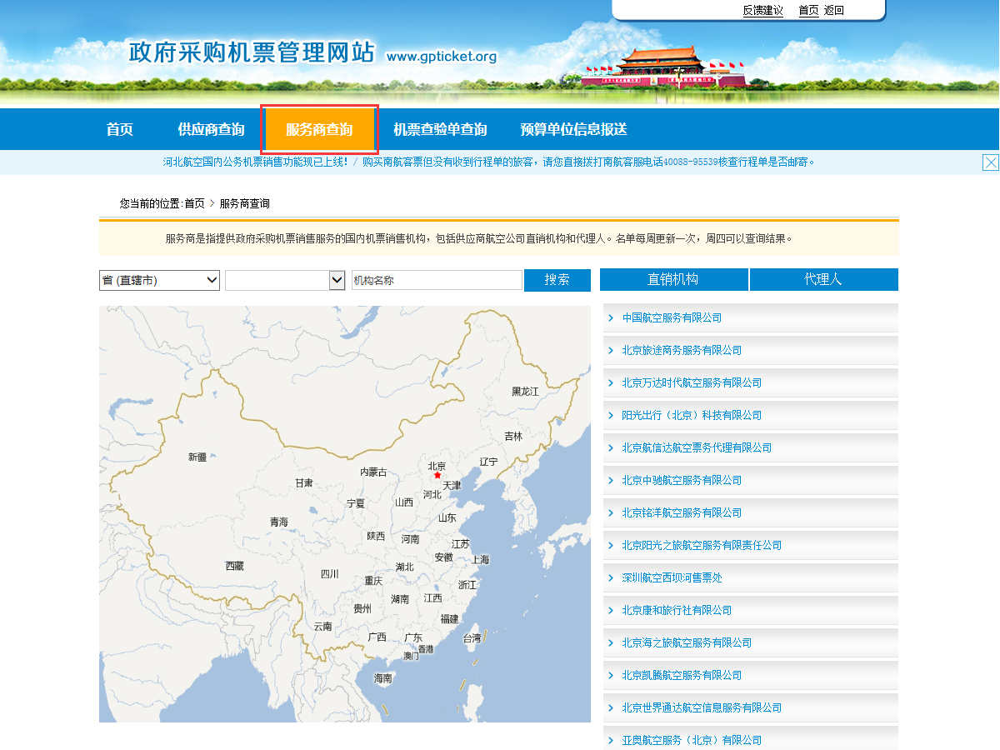 反馈建议 首页 返回
政府采购机票管理网站 www.gpticket.org
首页 供应商查询 服务商查询 机票查验单查询 预算单位信息报送
河北航空国内公务机票销售功能现已上线! / 购买南航客票但没有收到行程单的旅客，请您直接拨打南航客服电话40088-95539核查行程单是否邮寄。
您当前的位置:首页 > 服务商查询
服务商是指提供政府采购机票销售服务的国内机票销售机构，包括供应商航空公司直销机构和代理人。名单每周更新一次，周四可以查询结果。
省 (直辖市) 机构名称 搜索 直销机构 代理人
中国航空服务有限公司
北京旅途商务服务有限公司
北京万达时代航空服务有限公司
阳光出行（北京）科技有限公司
北京航信达航空票务代理有限公司
北京中驰航空服务有限公司
北京铭洋航空服务有限公司
北京阳光之旅航空服务有限责任公司
深圳航空西坝河售票处
北京康和旅行社有限公司
北京海之旅航空服务有限公司
北京凯腾航空服务有限公司
北京世界通达航空信息服务有限公司
亚奥航空服务（北京）有限公司
黑龙江
吉林
新疆
辽宁
北京
内蒙古
甘肃
天津
河北
宁夏
山西
青海
山东
陕西
河南
江苏
安徽
上海
西藏
湖北
四川
重庆
浙江
湖南
江西
贵州
福建
云南
广西
广东
台湾
香港
澳门
海南